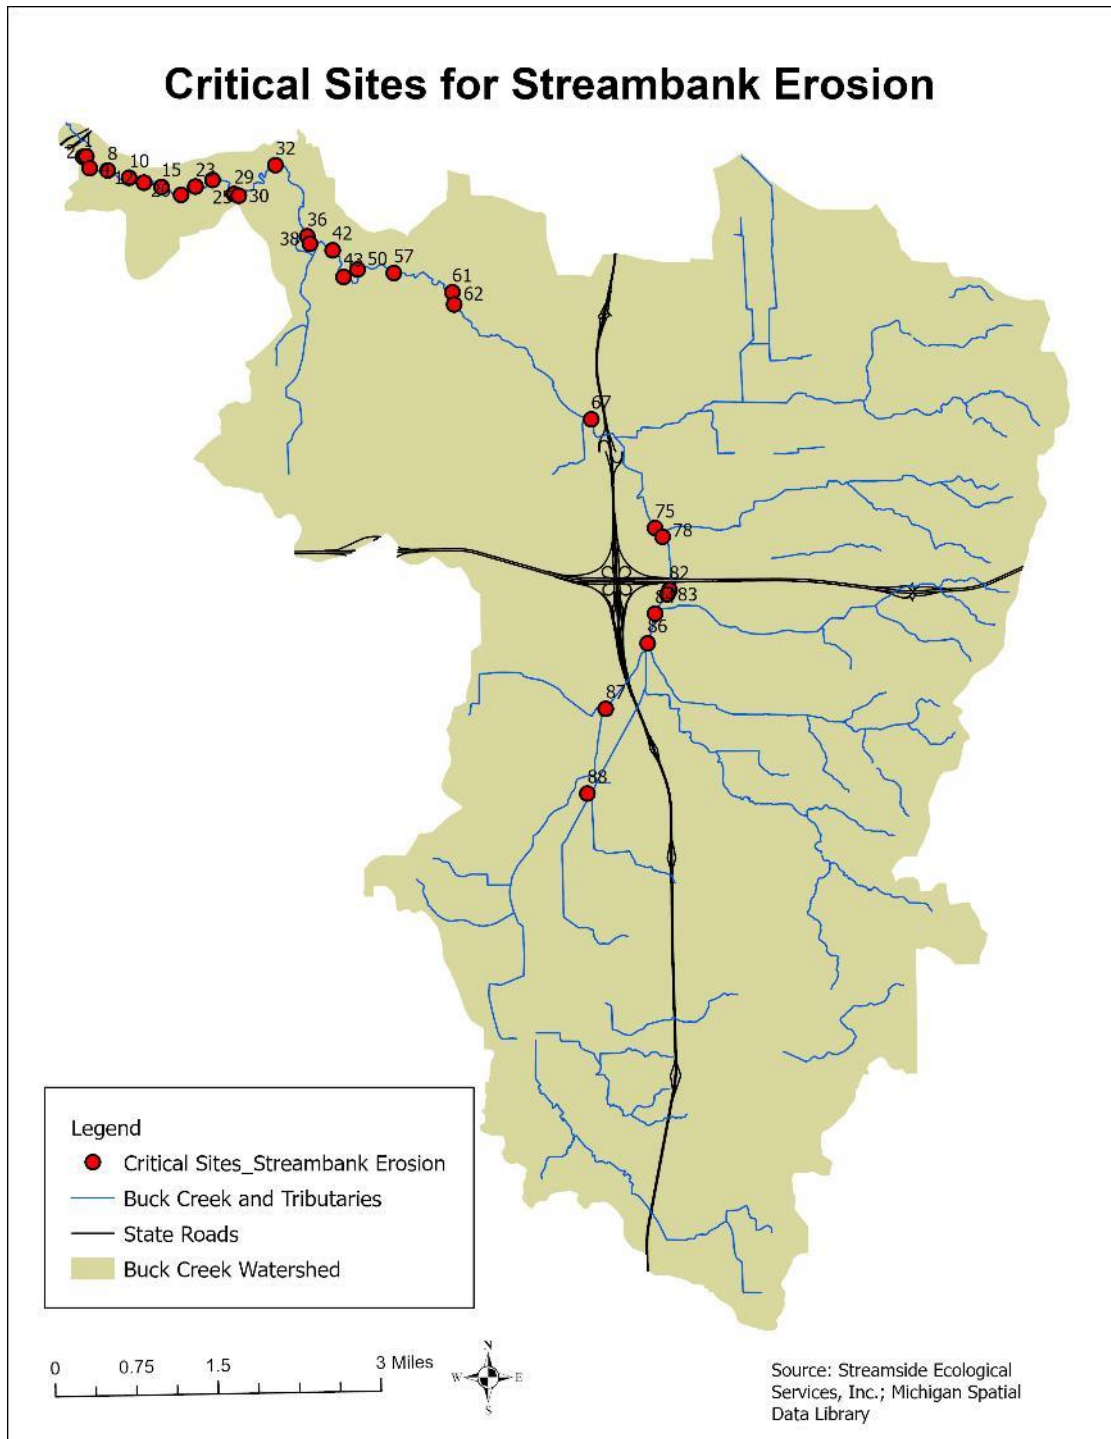 Critical Sites for Streambank Erosion
1
2
8
10
12
15
20
23
25
29
30
32
36
38
42
43
50
57
61
62
67
75
78
82
83
86
87
88
Legend
Critical Sites_Streambank Erosion
Buck Creek and Tributaries
State Roads
Buck Creek Watershed
0 0.75 1.5 3 Miles
N
W E
S
Source: Streamside Ecological
Services, Inc.; Michigan Spatial
Data Library